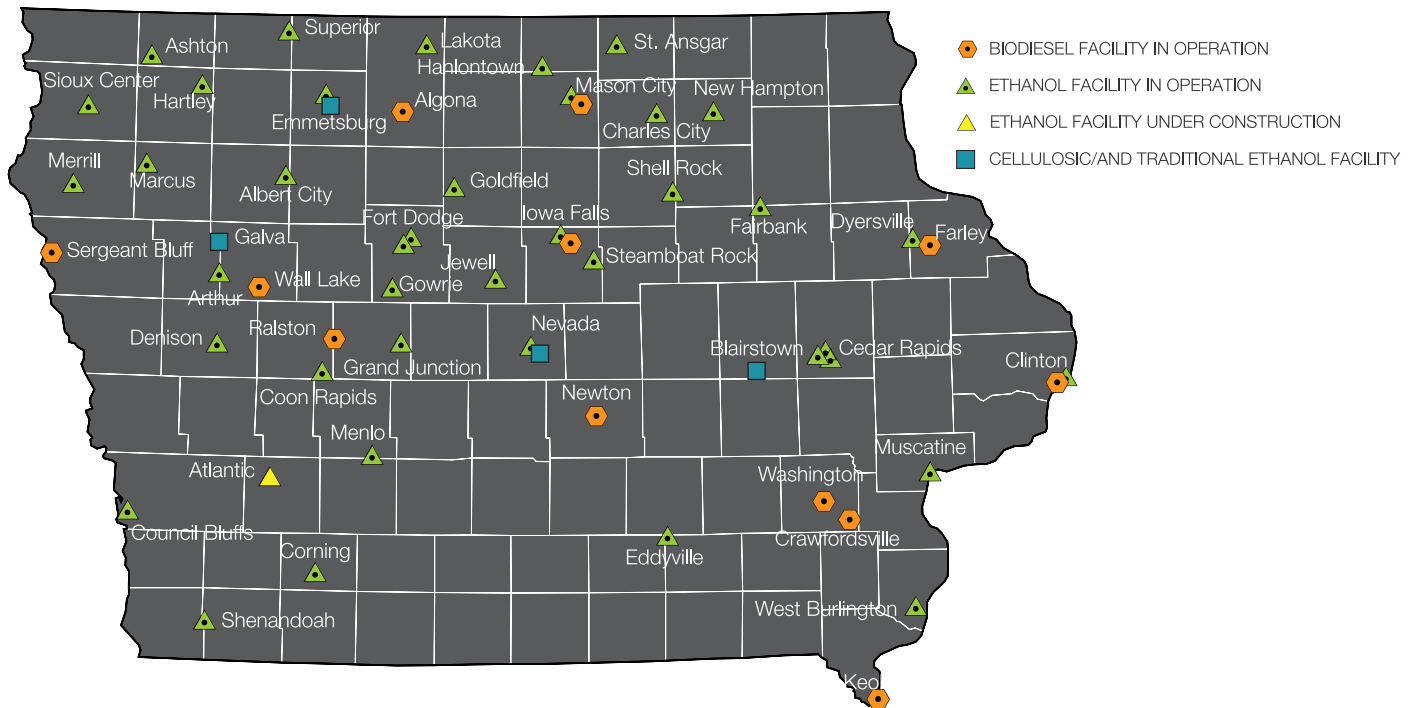 Superior
Ashton
Lakota
St. Ansgar
Hanlontown
BIODIESEL FACILITY IN OPERATION
Sioux Center
Hartley
Mason City
New Hampton
ETHANOL FACILITY IN OPERATION
Algona
Emmetsburg
Charles City
ETHANOL FACILITY UNDER CONSTRUCTION
Merrill
Marcus
Albert City
Goldfield
Shell Rock
CELLULOSIC/AND TRADITIONAL ETHANOL FACILITY
Fort Dodge
Iowa Falls
Fairbank
Dyersville
Farley
Sergeant Bluff
Galva
Jewell
Steamboat Rock
Wall Lake
Gowrie
Arthur
Denison
Ralston
Nevada
Blairstown
Cedar Rapids
Clinton
Grand Junction
Coon Rapids
Newton
Menlo
Muscatine
Atlantic
Washington
Council Bluffs
Crawfordsville
Corning
Eddyville
Shenandoah
West Burlington
Keo